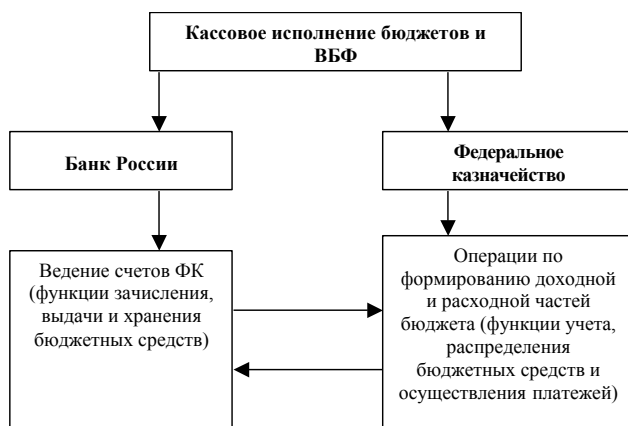 Кассовое исполнение бюджетов и
ВБФ
Банк России
Федеральное
казначейство
Ведение счетов ФК
(функции зачисления,
выдачи и хранения
бюджетных средств)
Операции по
формированию доходной
и расходной частей
бюджета (функции учета,
распределения
бюджетных средств и
осуществления платежей)